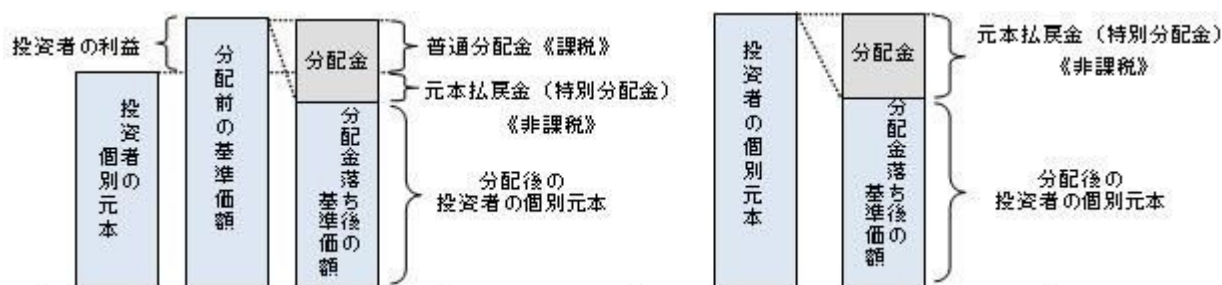 投資者の利益
投資者の
個別元本
分配前の基準価額
分配金
分配金落ち後の
基準価額
普通分配金《課税》
元本払戻金（特別分配金）
《非課税》
分配後の
投資者の個別元本
投資者の個別元本
分配金
分配金落ち後の
基準価額
元本払戻金（特別分配金）
《非課税》
分配後の
投資者の個別元本